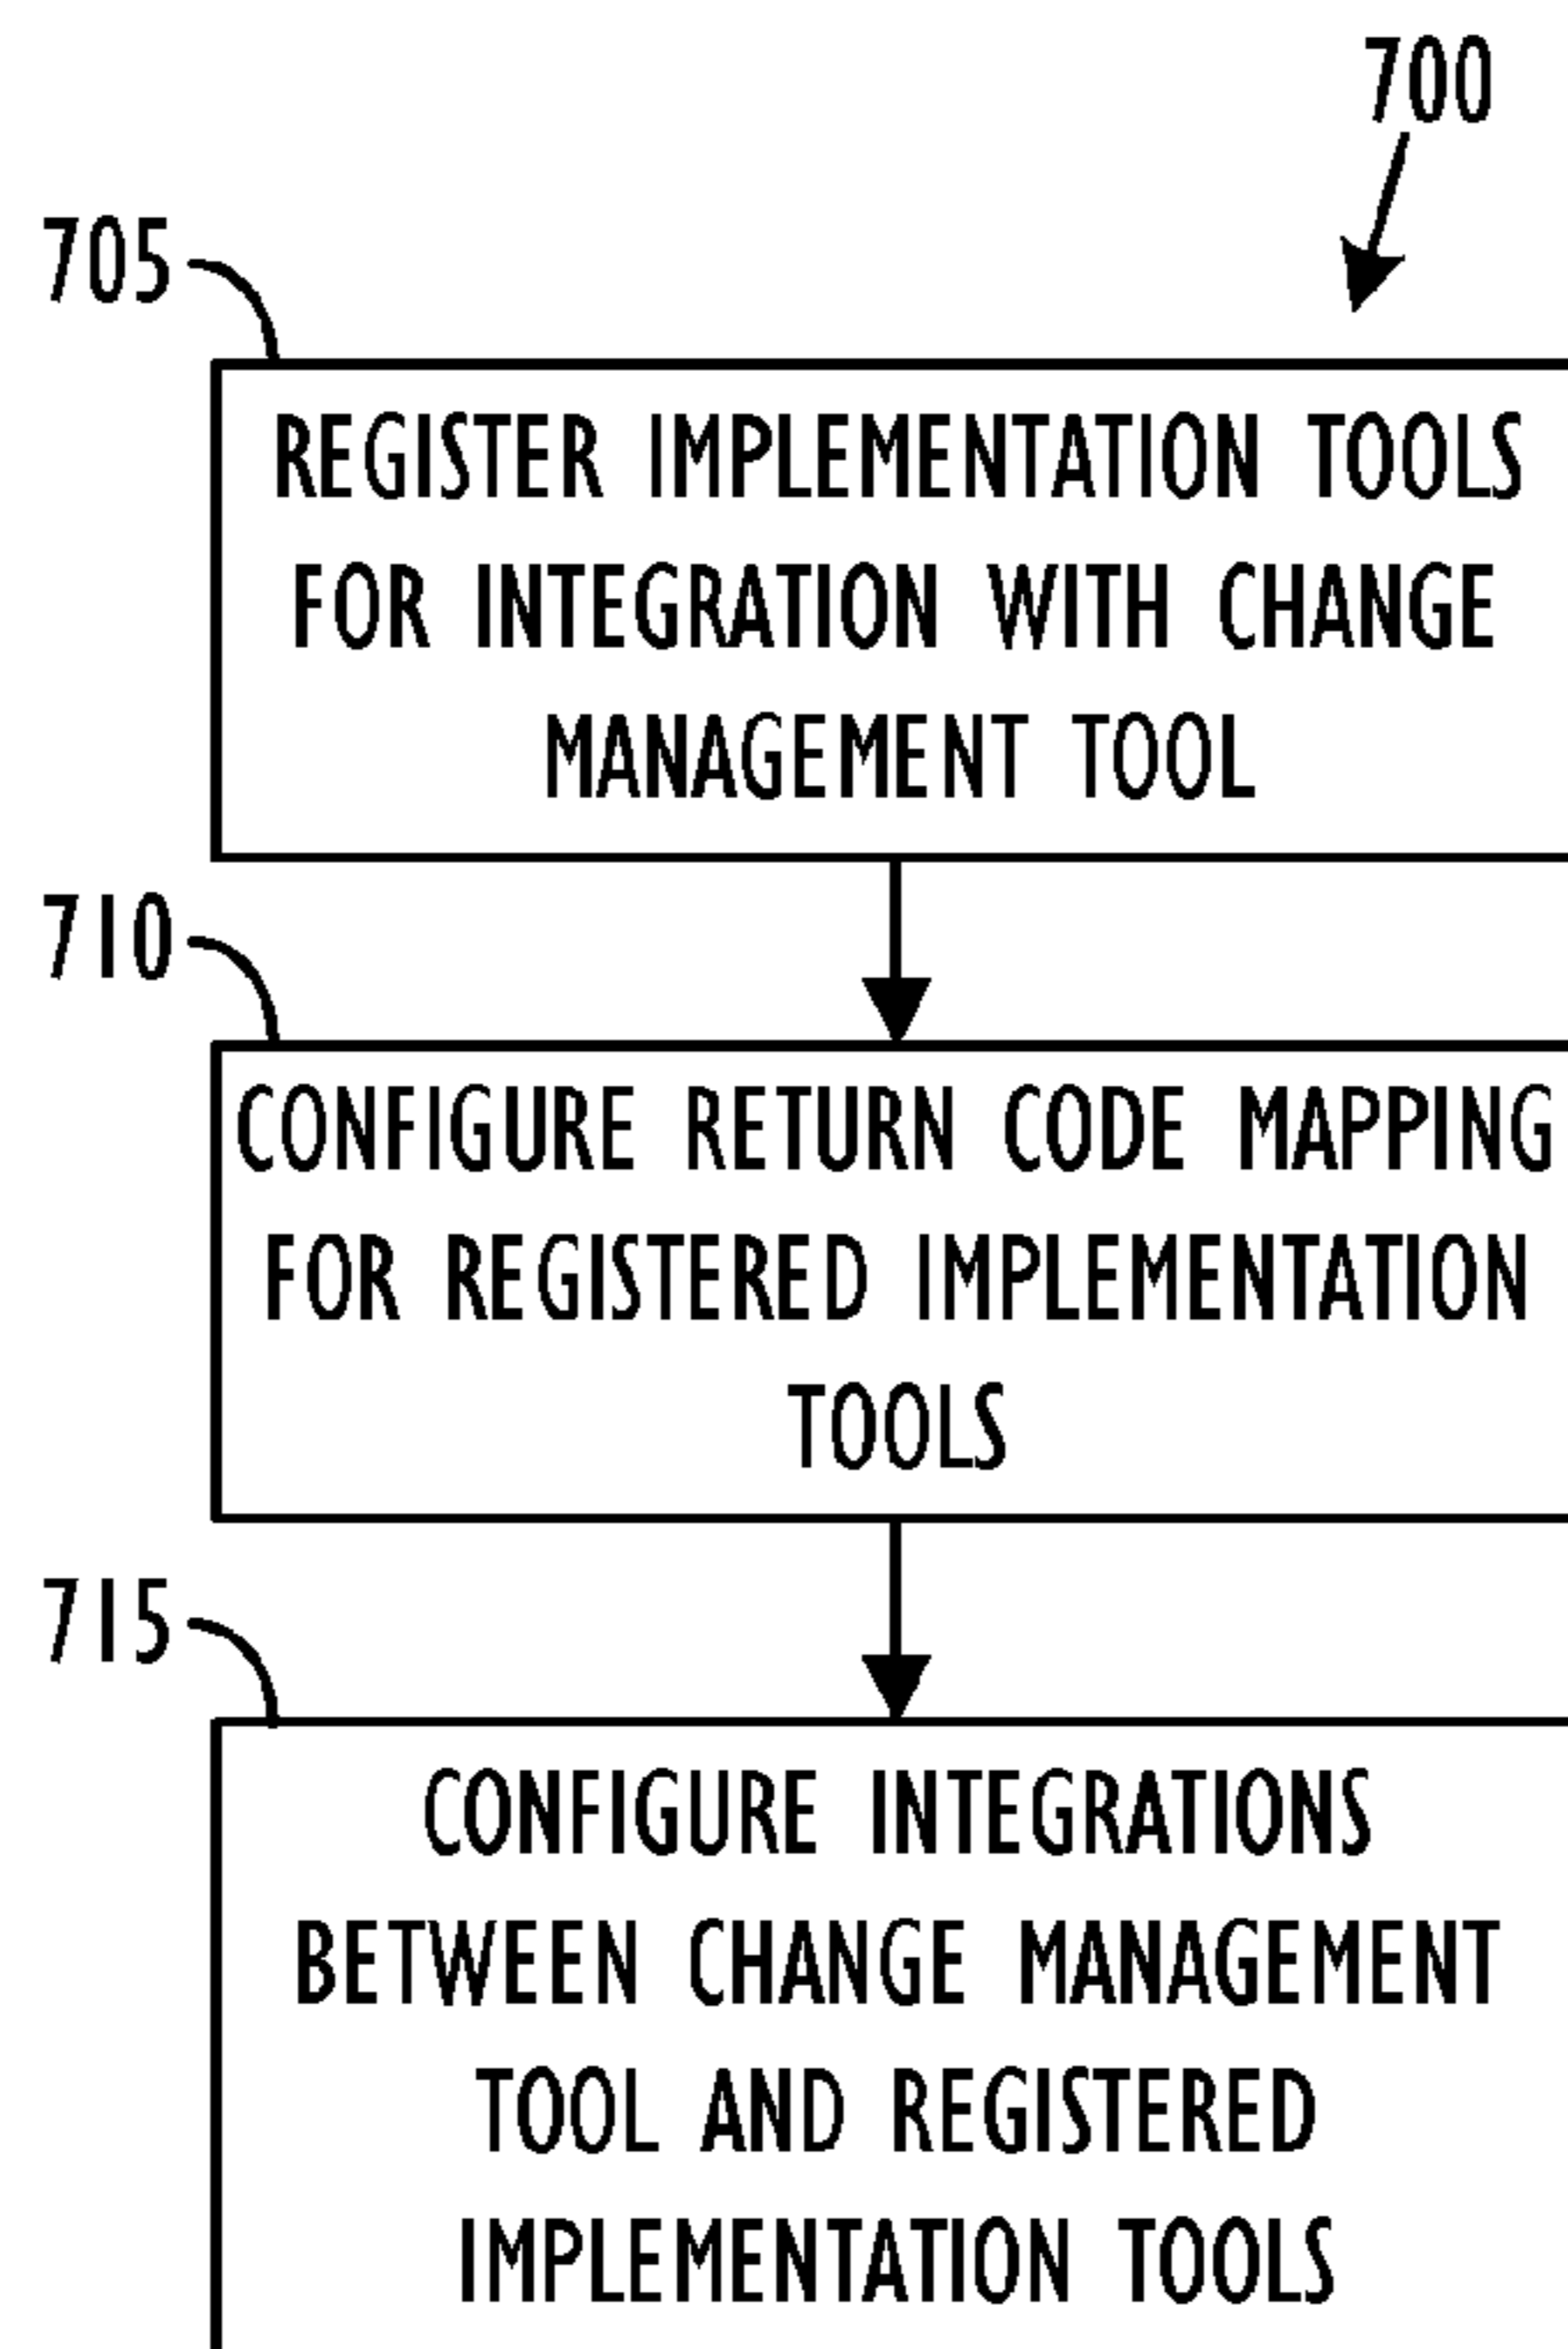 700
705
REGISTER IMPLEMENTATION TOOLS
FOR INTEGRATION WITH CHANGE
MANAGEMENT TOOL
710
CONFIGURE RETURN CODE MAPPING
FOR REGISTERED IMPLEMENTATION
TOOLS
715
CONFIGURE INTEGRATIONS
BETWEEN CHANGE MANAGEMENT
TOOL AND REGISTERED
IMPLEMENTATION TOOLS